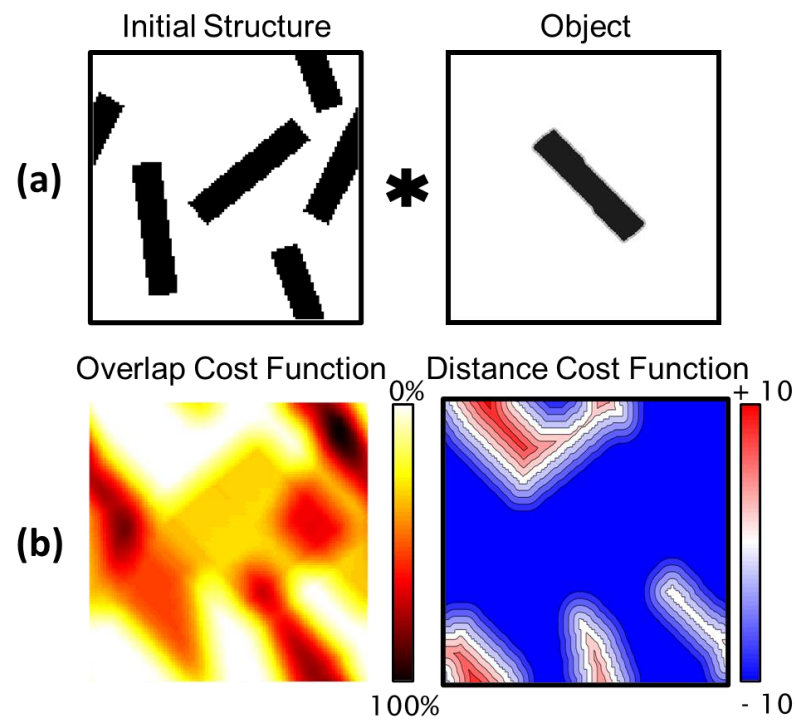 Initial Structure
Object
(a)
*
Overlap Cost Function
Distance Cost Function
0%
+ 10
(b)
100%
- 10